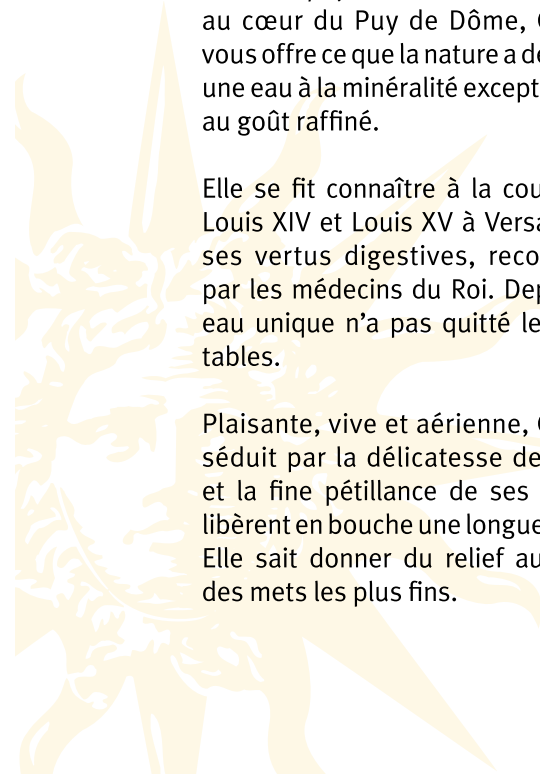 au cœur du Puy de Dôme,
vous offre ce que la nature a de
une eau à la minéralité except
au goût raffiné.
Elle se fit connaître à la cou
Louis XIV et Louis XV à Versa
ses vertus digestives, reco
par les médecins du Roi. Dep
eau unique n’a pas quitté le
tables.
Plaisante, vive et aérienne,
séduit par la délicatesse de
et la fine pétillance de ses
libèrent en bouche une longue
Elle sait donner du relief au
des mets les plus fins.